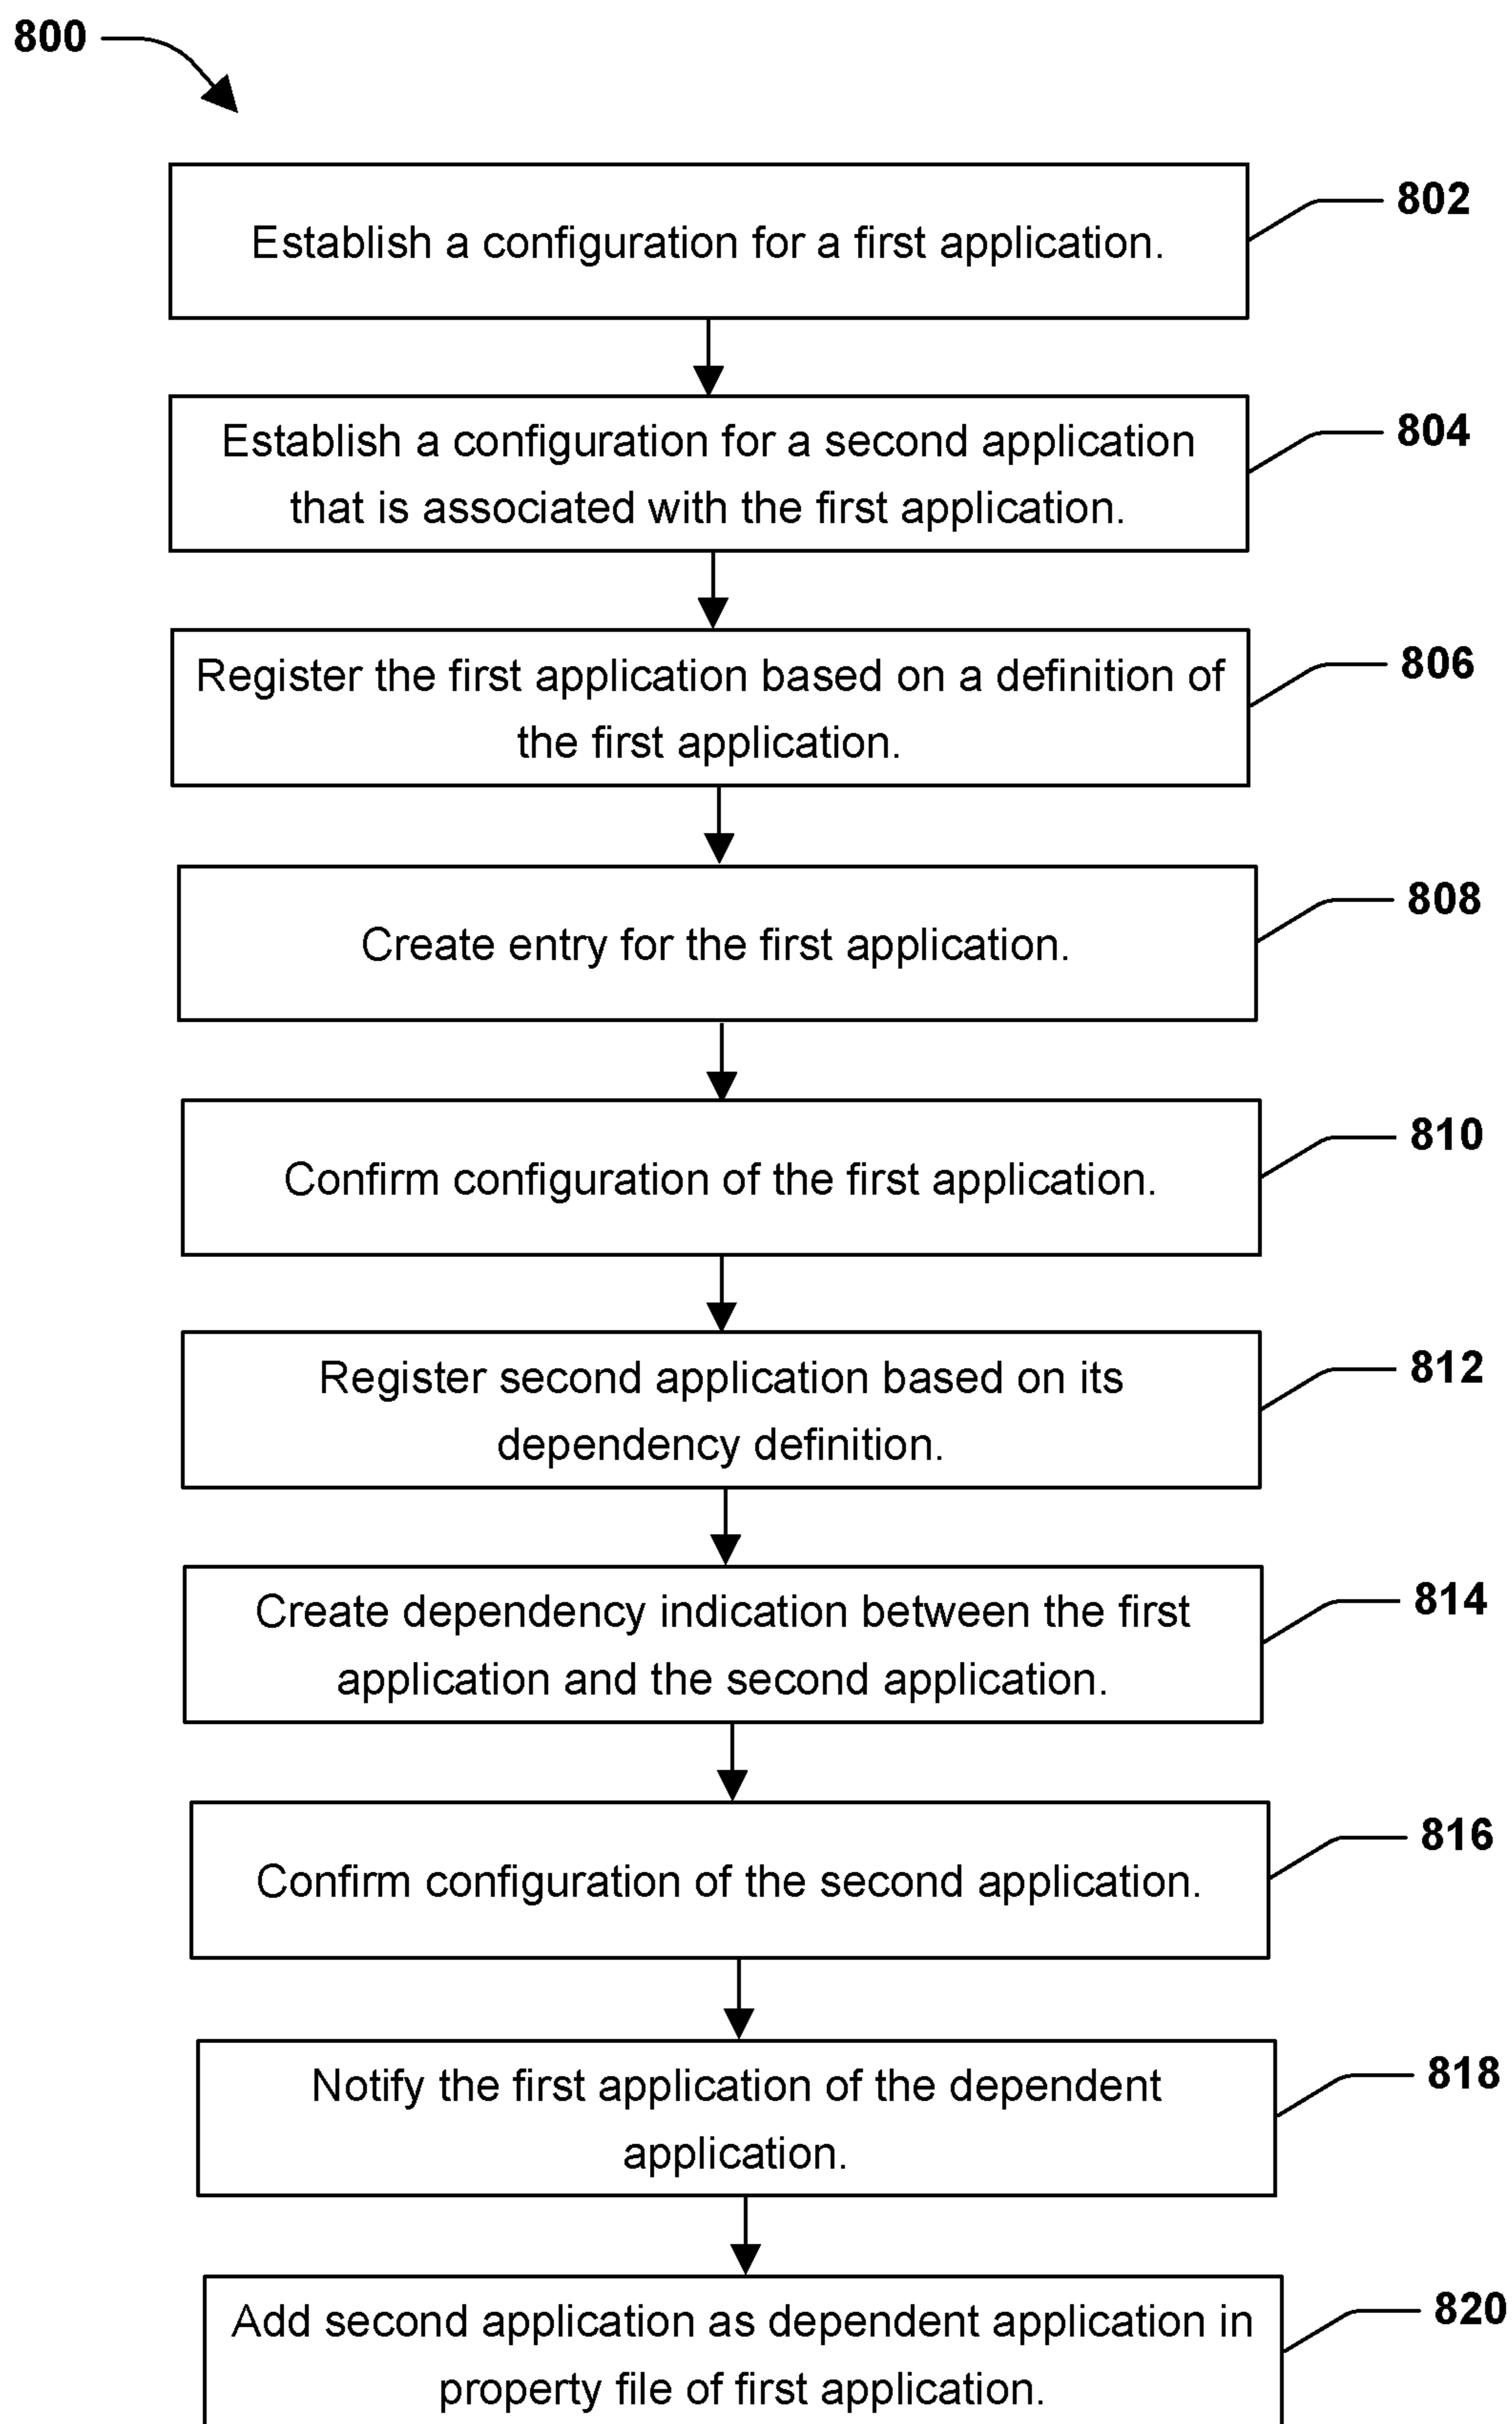 800
802
Establish a configuration for a first application.
804
Establish a configuration for a second application
that is associated with the first application.
806
Register the first application based on a definition of
the first application.
808
Create entry for the first application.
810
Confirm configuration of the first application.
812
Register second application based on its
dependency definition.
814
Create dependency indication between the first
application and the second application.
816
Confirm configuration of the second application.
818
Notify the first application of the dependent
application.
820
Add second application as dependent application in
property file of first application.